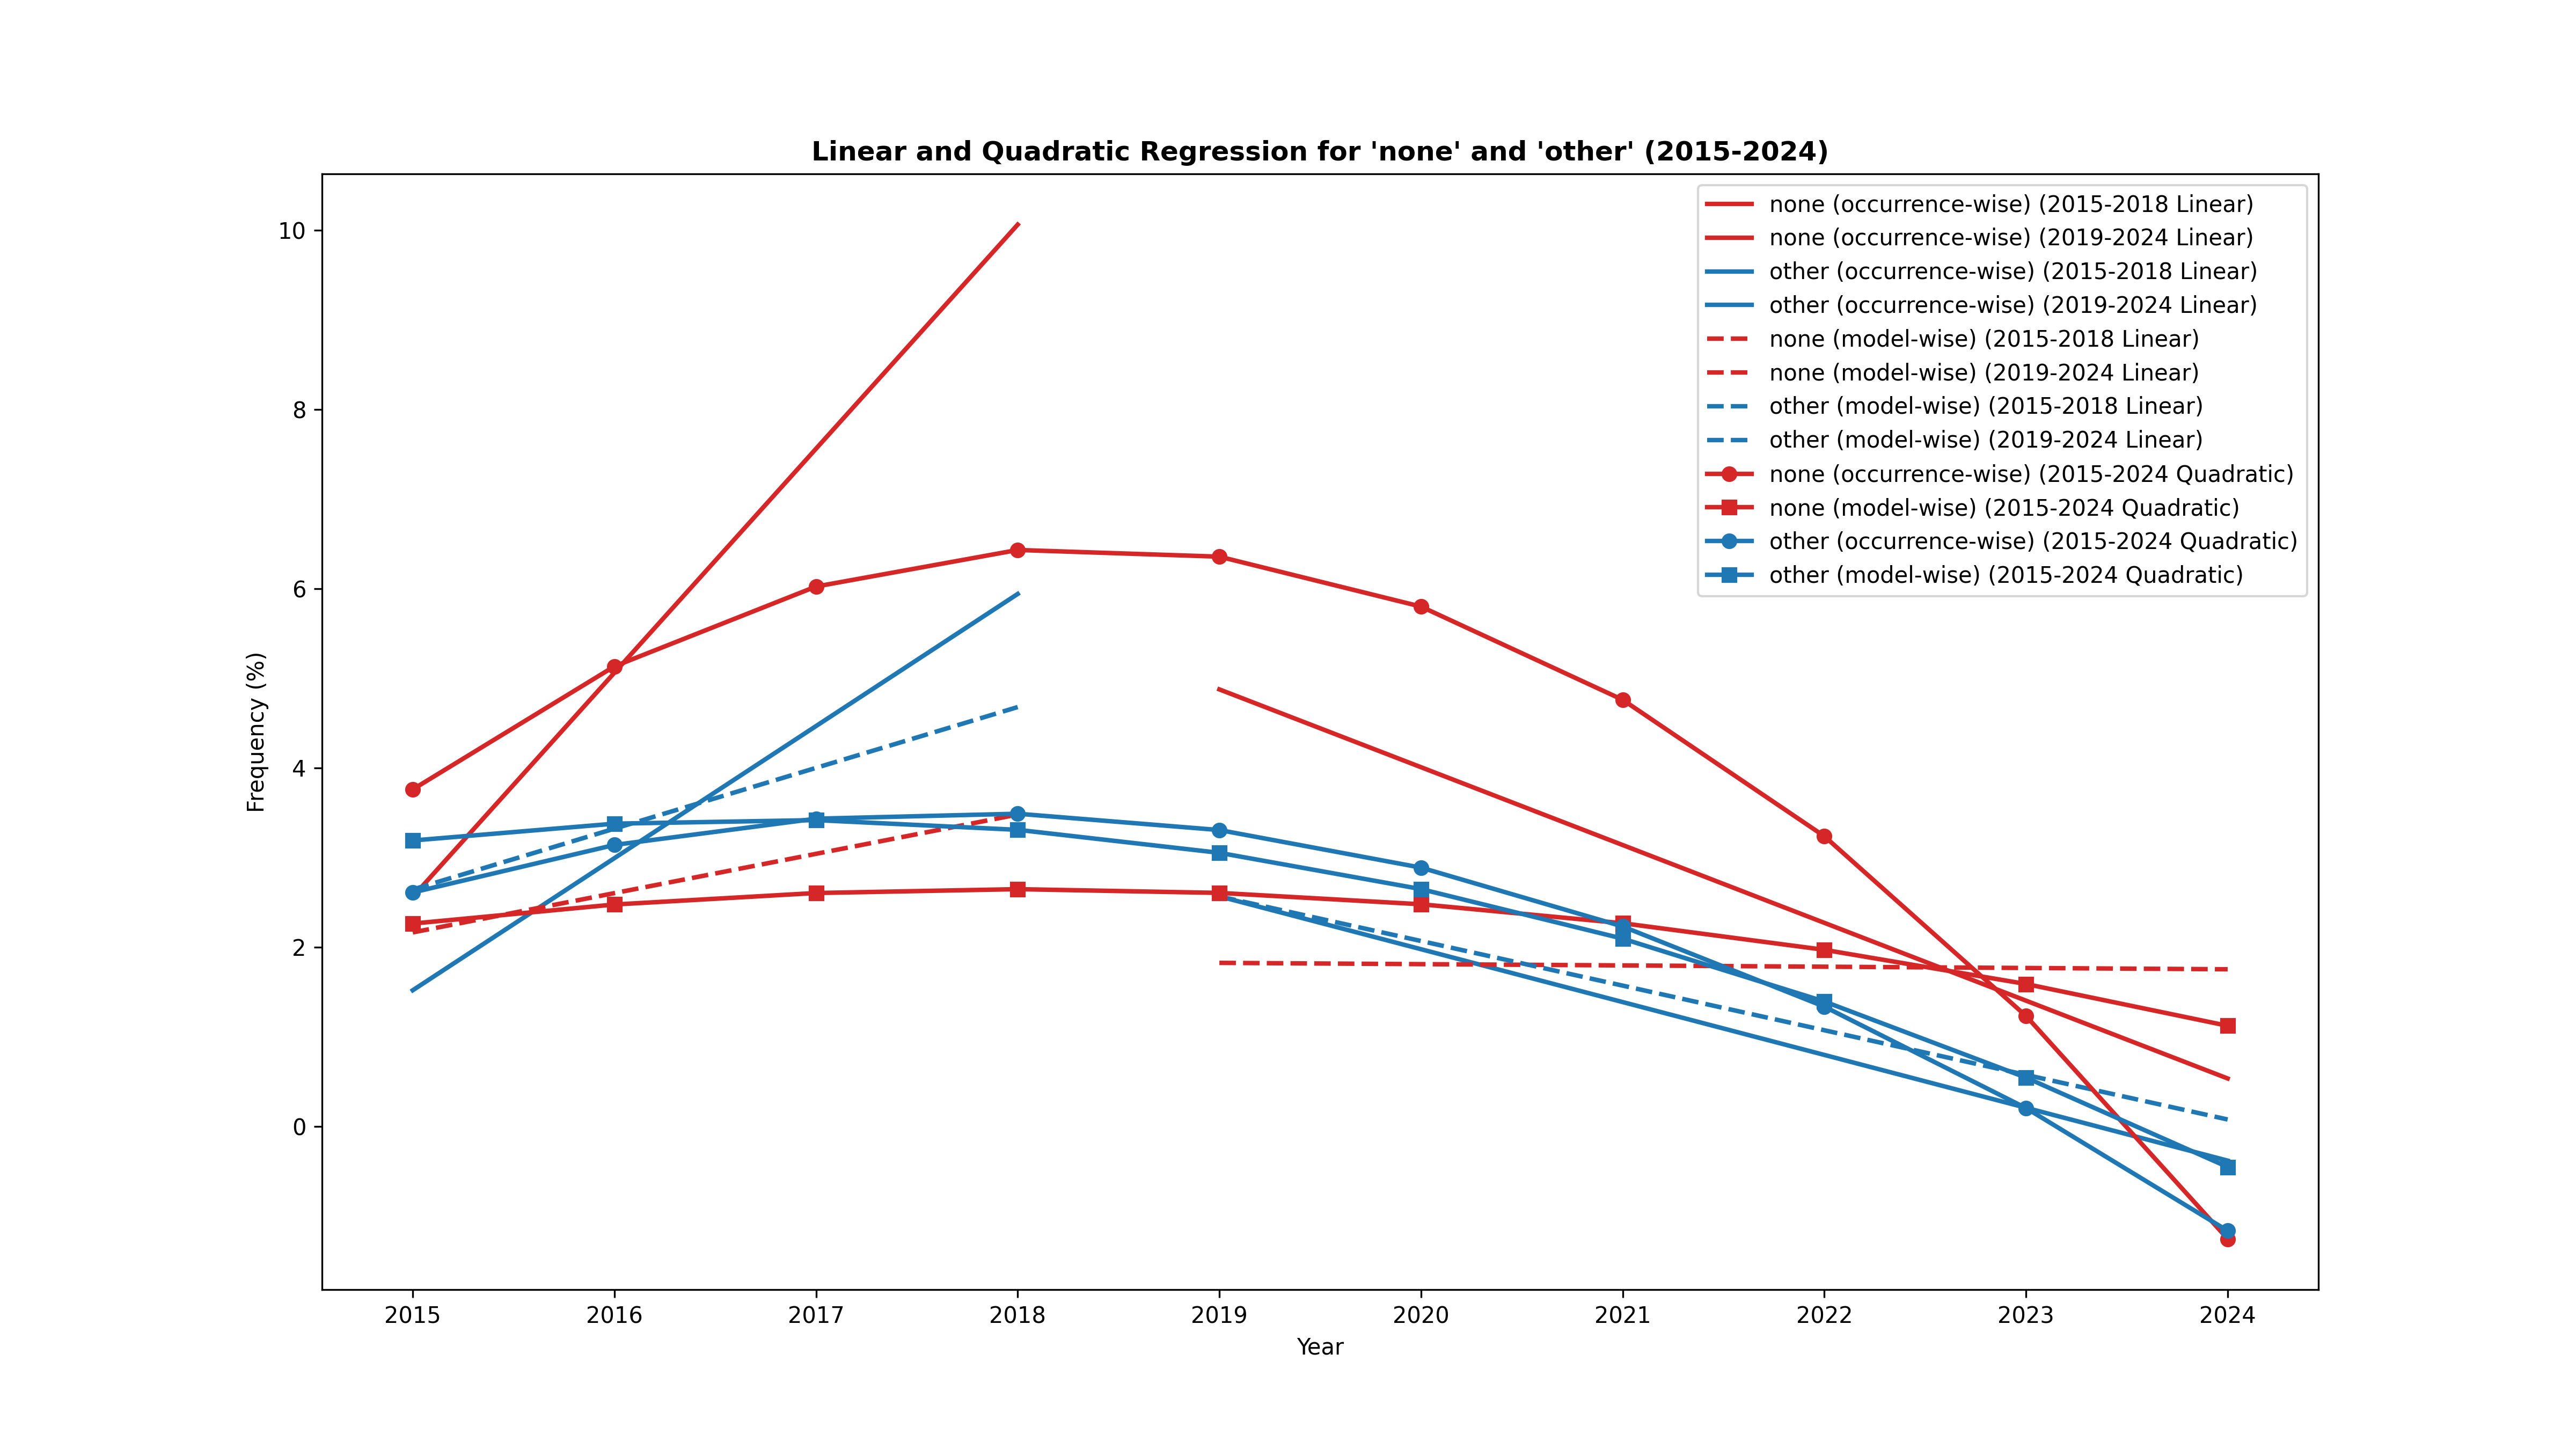 Linear and Quadratic Regression for 'none' and 'other' (2015-2024)
none (occurrence-wise) (2015-2018 Linear)
none (occurrence-wise) (2019-2024 Linear)
other (occurrence-wise) (2015-2018 Linear)
other (occurrence-wise) (2019-2024 Linear)
none (model-wise) (2015-2018 Linear)
none (model-wise) (2019-2024 Linear)
other (model-wise) (2015-2018 Linear)
other (model-wise) (2019-2024 Linear)
none (occurrence-wise) (2015-2024 Quadratic)
none (model-wise) (2015-2024 Quadratic)
other (occurrence-wise) (2015-2024 Quadratic)
other (model-wise) (2015-2024 Quadratic)
Frequency (%)
10
8
6
4
2
0
2015 2016 2017 2018 2019 2020 2021 2022 2023 2024
Year